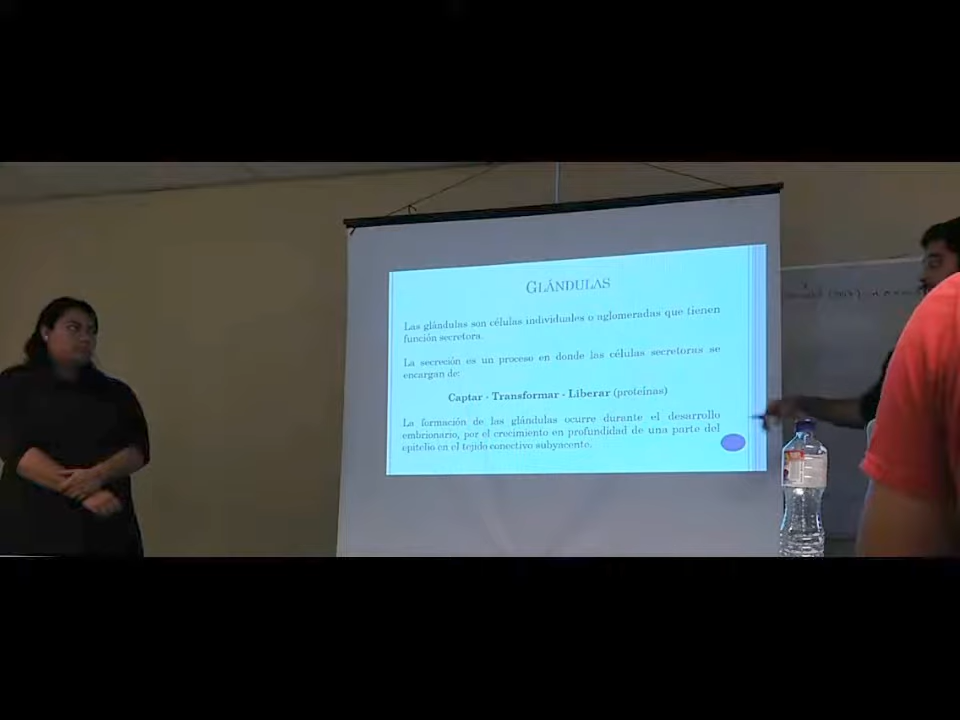 GLÁNDULAS
Las glándulas son células individuales o aglomeradas que tienen
función secretora.
La secreción es un proceso en donde las células secretoras se
encargan de:
Captar - Transformar - Liberar (proteínas)
La formación de las glándulas ocurre durante el desarrollo
embrionario, por el crecimiento en profundidad de una parte del
epitelio en el tejido conectivo subyacente.